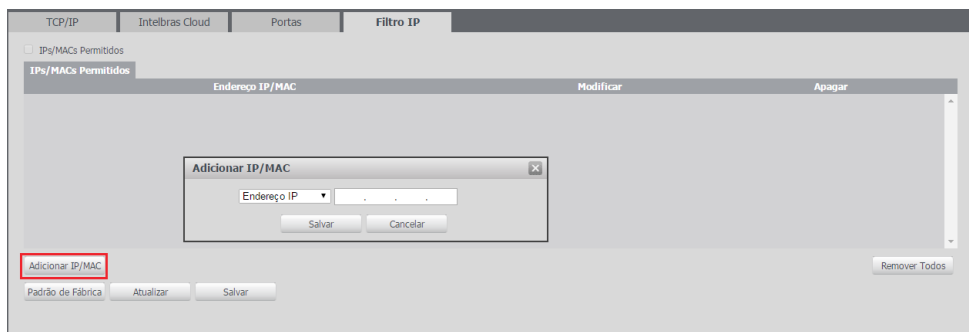 TCP/IP Intelbras Cloud Portas Filtro IP
IPs/MACs Permitidos
IPs/MACs Permitidos
Endereço IP/MAC Modificar Apagar
Adicionar IP/MAC
Endereço IP . . .
Salvar Cancelar
Adicionar IP/MAC Remover Todos
Padrão de Fábrica Atualizar Salvar